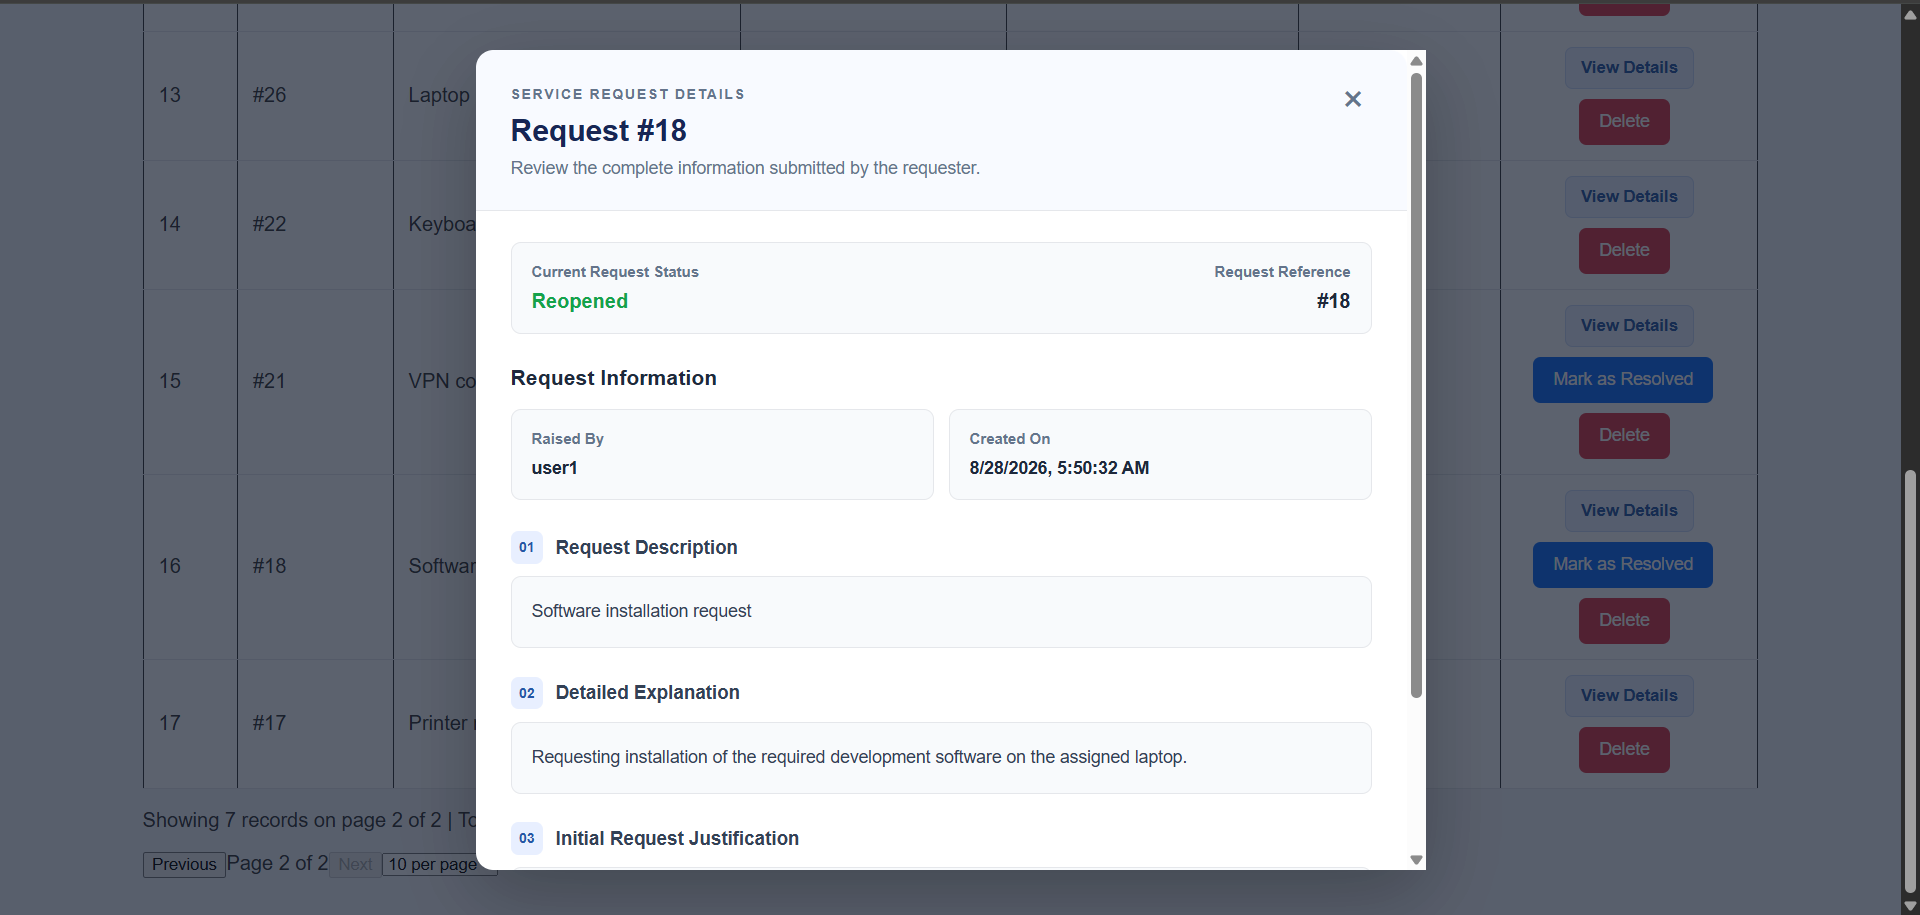 SERVICE REQUEST DETAILS
Request #18
Review the complete information submitted by the requester.
Current Request Status
Reopened
Request Reference
#18
Request Information
Raised By
user1
Created On
8/28/2026, 5:50:32 AM
01 Request Description
Software installation request
02 Detailed Explanation
Requesting installation of the required development software on the assigned laptop.
03 Initial Request Justification
13 #26 Laptop
View Details
Delete
14 #22 Keyboa
View Details
Delete
15 #21 VPN co
View Details
Mark as Resolved
Delete
16 #18 Softwar
View Details
Mark as Resolved
Delete
17 #17 Printer
View Details
Delete
Showing 7 records on page 2 of 2 | To
Previous Page 2 of 2 Next 10 per page